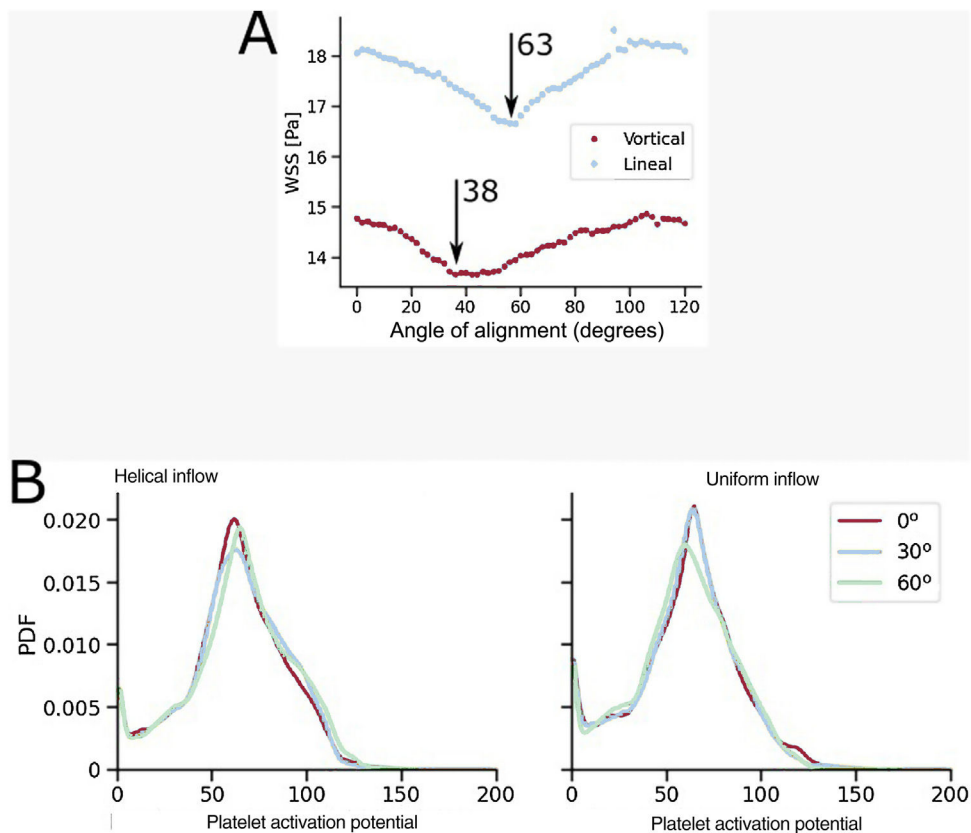 A
WSS [Pa]
18
17
16
15
14
63
38
Vortical
Lineal
0 20 40 60 80 100 120
Angle of alignment (degrees)
B
Helical inflow
Uniform inflow
PDF
0.020
0.015
0.010
0.005
0
0º
30º
60º
0 50 100 150 200
0 50 100 150 200
Platelet activation potential
Platelet activation potential